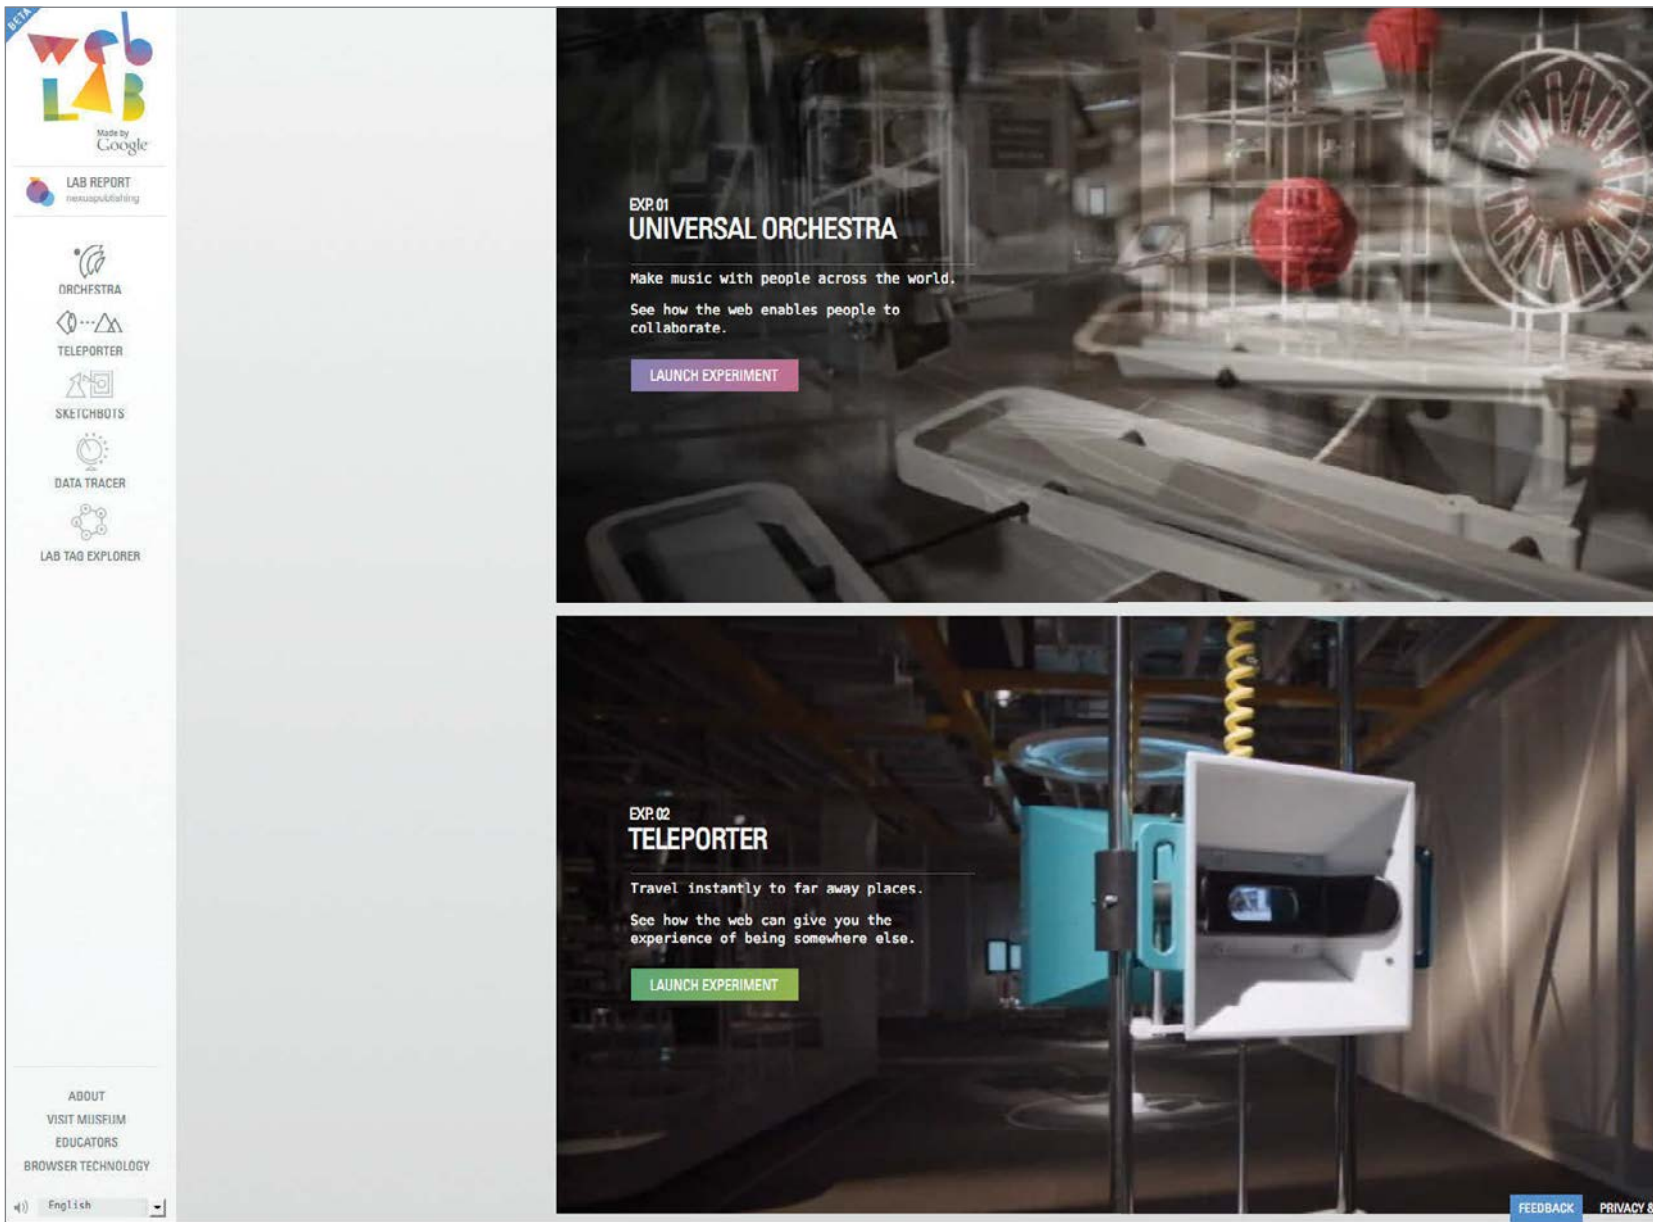 BETA
web
LAB
Made by
Google
LAB REPORT
nexuspublishing
ORCHESTRA
TELEPORTER
SKETCHBOTS
DATA TRACER
LAB TAG EXPLORER
ABOUT
VISIT MUSEUM
EDUCATORS
BROWSER TECHNOLOGY
English
EXP. 01
UNIVERSAL ORCHESTRA
Make music with people across the world.
See how the web enables people to
collaborate.
LAUNCH EXPERIMENT
EXP. 02
TELEPORTER
Travel instantly to far away places.
See how the web can give you the
experience of being somewhere else.
LAUNCH EXPERIMENT
FEEDBACK
PRIVACY &